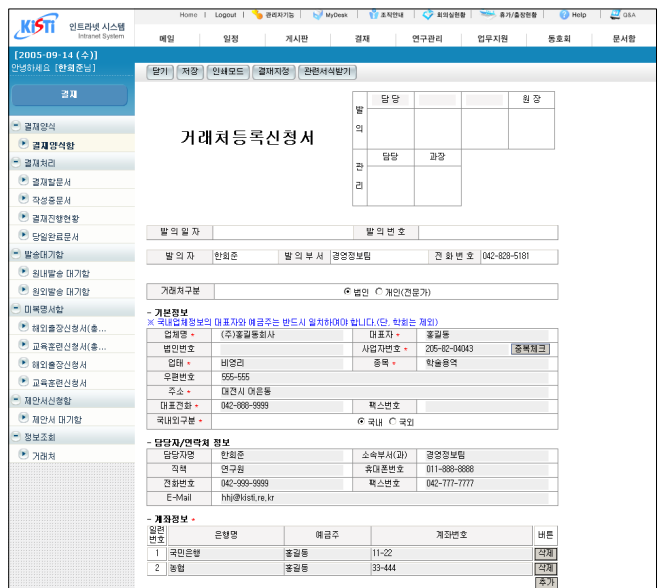 KiSTi 인트라넷 시스템
Intranet System
Home | Logout | 관리자기능 | MyDesk | 조직안내 | 회의실현황 | 휴가/출장현황 | Help | Q&A
메일 일정 게시판 결재 연구관리 업무지원 동호회 문서함
[2005-09-14 (수)]
안녕하세요 [한희준님]
결재
결재양식
결재양식함
결재처리
결재할문서
작성중문서
결재진행현황
당일완료문서
발송대기함
원내발송 대기함
원외발송 대기함
미복명서함
해외출장신청서(출...
교육훈련신청서(출...
해외출장신청서
교육훈련신청서
제안서신청함
제안서 대기함
정보조회
거래처
닫기 저장 인쇄모드 결재지정 관련서식받기
거래처등록신청서
발의 담당 원장
관리 담당 과장
발의일자 발의번호
발의자 한희준 발의부서 경영정보팀 전화번호 042-828-5181
거래처구분 법인 개인(전문가)
- 기본정보
※ 국내업체정보의 대표자와 예금주는 반드시 일치하여야 합니다.(단, 학회는 제외)
업체명 * (주)홍길동회사 대표자 * 홍길동
법인번호 사업자번호 * 205-82-04043 중복체크
업태 * 비영리 종목 * 학술용역
우편번호 555-555
주소 * 대전시 어은동
대표전화 * 042-888-9999 팩스번호
국내외구분 * 국내 국외
- 담당자/연락처 정보
담당자명 한희준 소속부서(과) 경영정보팀
직책 연구원 휴대폰번호 011-888-8888
전화번호 042-999-9999 팩스번호 042-777-7777
E-Mail hhj@kisti.re.kr
- 계좌정보 *
일련번호 은행명 예금주 계좌번호 버튼
1 국민은행 홍길동 11-22 삭제
2 농협 홍길동 33-444 삭제
추가